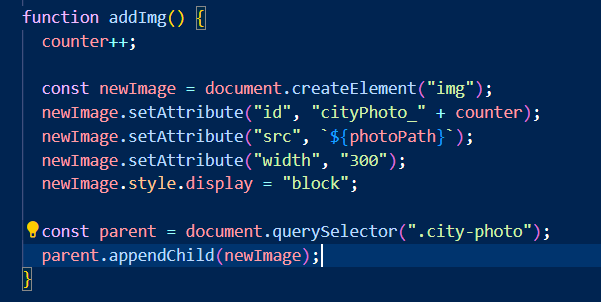 function addImg() {
  counter++;

  const newImage = document.createElement("img");
  newImage.setAttribute("id", "cityPhoto_" + counter);
  newImage.setAttribute("src", `${photoPath}`);
  newImage.setAttribute("width", "300");
  newImage.style.display = "block";

  const parent = document.querySelector(".city-photo");
  parent.appendChild(newImage);
}